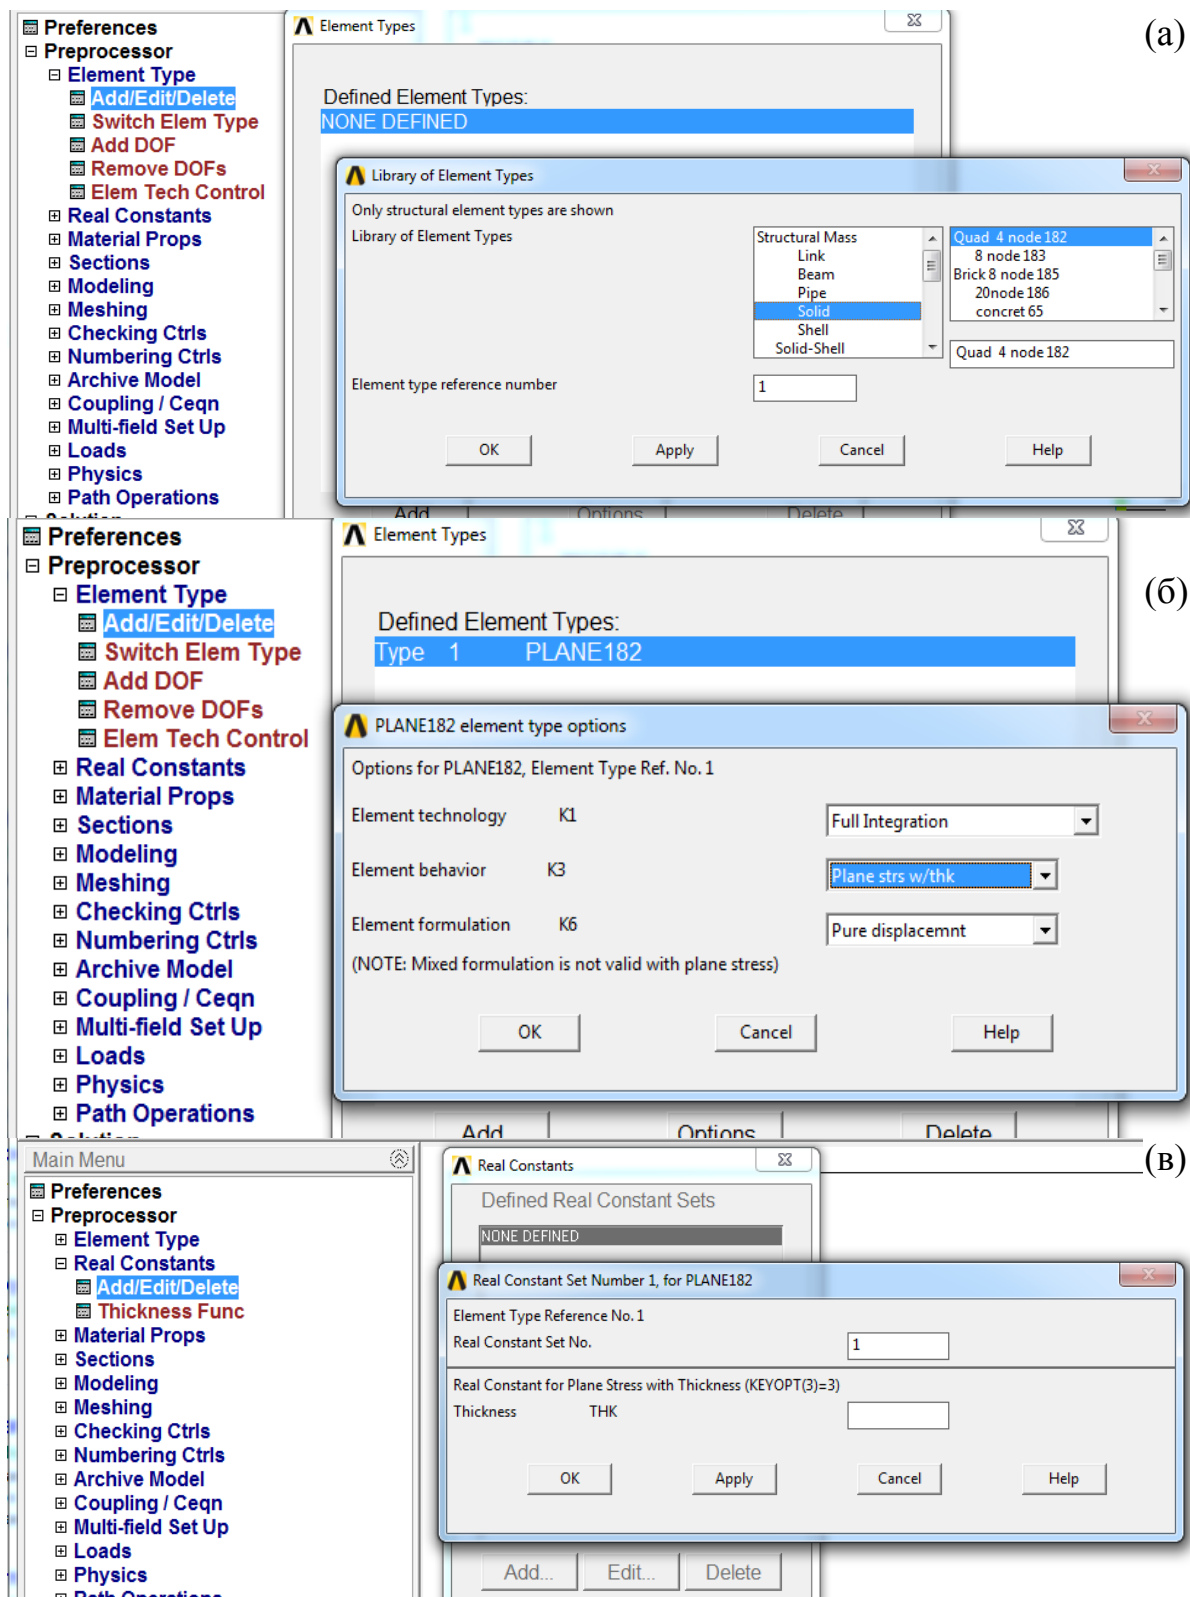 Preferences
Preprocessor
Element Type
Add/Edit/Delete
Switch Elem Type
Add DOF
Remove DOFs
Elem Tech Control
Real Constants
Material Props
Sections
Modeling
Meshing
Checking Ctrls
Numbering Ctrls
Archive Model
Coupling / Ceqn
Multi-field Set Up
Loads
Physics
Path Operations
Solution
Element Types
(а)
Defined Element Types:
NONE DEFINED
Library of Element Types
Only structural element types are shown
Library of Element Types
Structural Mass
Link
Beam
Pipe
Solid
Shell
Solid-Shell
Quad 4 node 182
8 node 183
Brick 8 node 185
20node 186
concret 65
Quad 4 node 182
Element type reference number
1
OK Apply Cancel Help
Add Options Delete
Preferences
Preprocessor
Element Type
Add/Edit/Delete
Switch Elem Type
Add DOF
Remove DOFs
Elem Tech Control
Real Constants
Material Props
Sections
Modeling
Meshing
Checking Ctrls
Numbering Ctrls
Archive Model
Coupling / Ceqn
Multi-field Set Up
Loads
Physics
Path Operations
Solution
Element Types
(б)
Defined Element Types:
Type 1 PLANE182
PLANE182 element type options
Options for PLANE182, Element Type Ref. No. 1
Element technology K1 Full Integration
Element behavior K3 Plane strs w/thk
Element formulation K6 Pure displacemnt
(NOTE: Mixed formulation is not valid with plane stress)
OK Cancel Help
Add Options Delete
Main Menu
Preferences
Preprocessor
Element Type
Real Constants
Add/Edit/Delete
Thickness Func
Material Props
Sections
Modeling
Meshing
Checking Ctrls
Numbering Ctrls
Archive Model
Coupling / Ceqn
Multi-field Set Up
Loads
Physics
Path Operations
Real Constants
(в)
Defined Real Constant Sets
NONE DEFINED
Real Constant Set Number 1, for PLANE182
Element Type Reference No. 1
Real Constant Set No. 1
Real Constant for Plane Stress with Thickness (KEYOPT(3)=3)
Thickness THK
OK Apply Cancel Help
Add... Edit... Delete